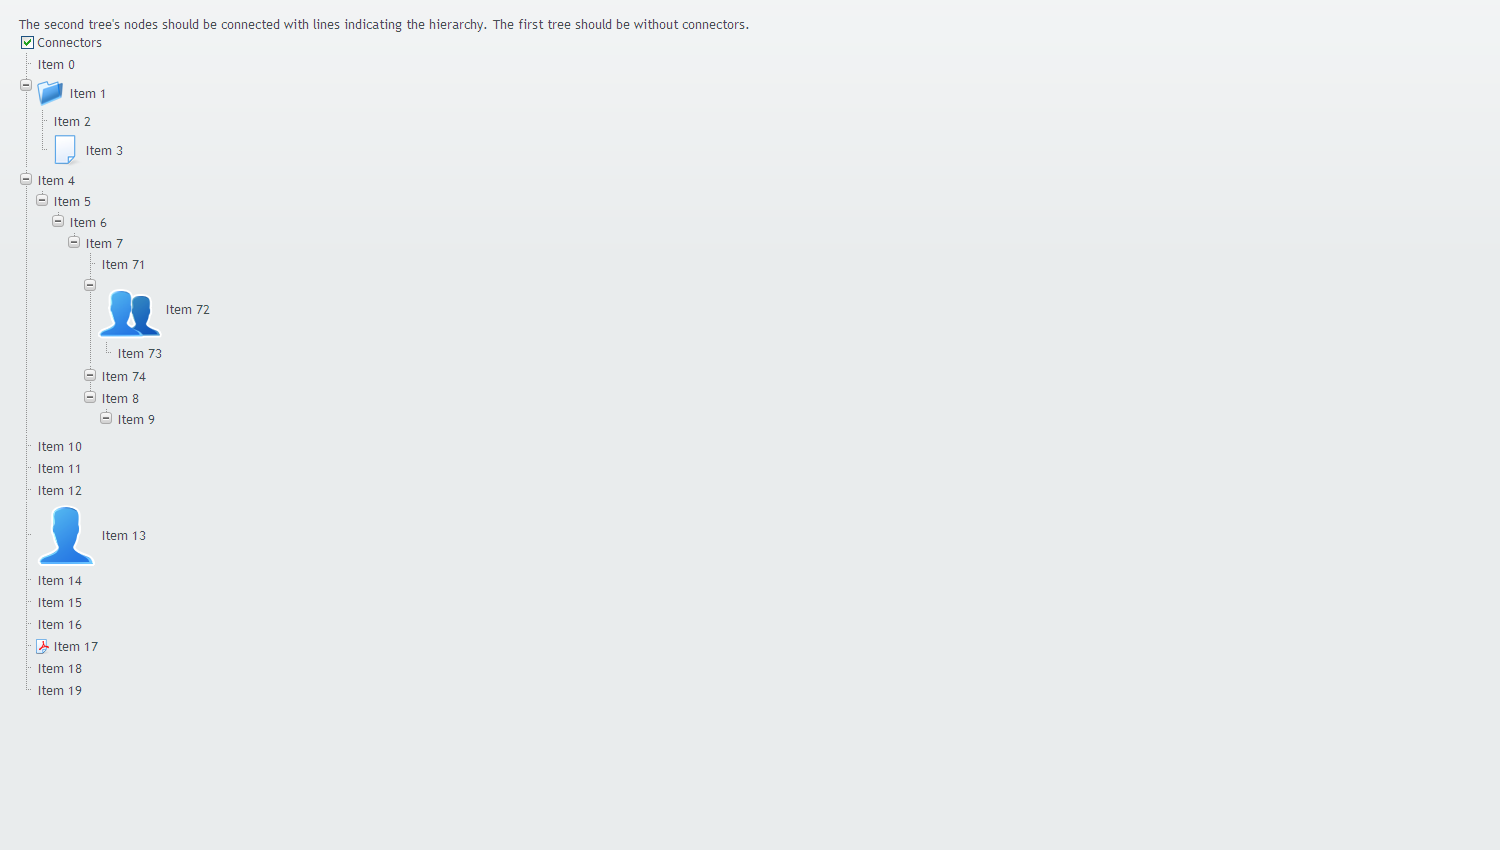 The second tree's nodes should be connected with lines indicating the hierarchy. The first tree should be without connectors.
Connectors
Item 0
Item 1
Item 2
Item 3
Item 4
Item 5
Item 6
Item 7
Item 71
Item 72
Item 73
Item 74
Item 8
Item 9
Item 10
Item 11
Item 12
Item 13
Item 14
Item 15
Item 16
Item 17
Item 18
Item 19